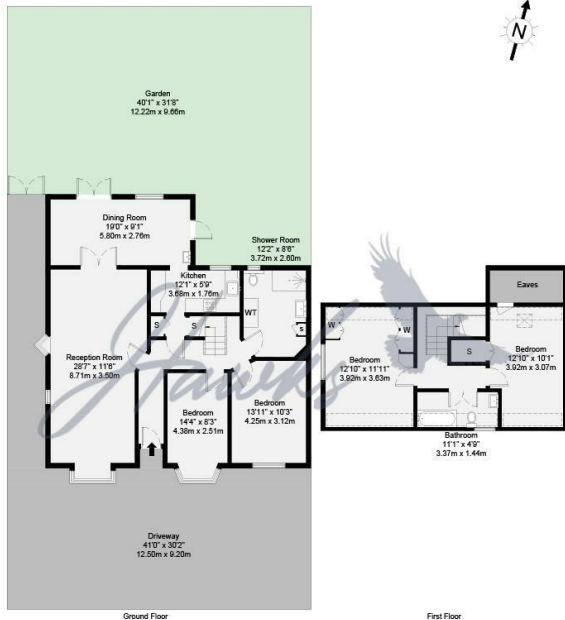 N
Garden
40'1" x 31'8"
12.22m x 9.66m
Dining Room
19'0" x 9'1"
5.80m x 2.76m
Shower Room
12'2" x 8'6"
3.72m x 2.60m
Kitchen
12'1" x 5'9"
3.68m x 1.76m
WT
S
S
S
Reception Room
28'7" x 11'6"
8.71m x 3.50m
Bedroom
14'4" x 8'3"
4.38m x 2.51m
Bedroom
13'11" x 10'3"
4.25m x 3.12m
Driveway
41'0" x 30'2"
12.50m x 9.20m
Ground Floor
Eaves
W
W
S
Bedroom
12'10" x 11'11"
3.92m x 3.63m
Bedroom
12'10" x 10'1"
3.92m x 3.07m
Bathroom
11'1" x 4'9"
3.37m x 1.44m
First Floor
Hawks